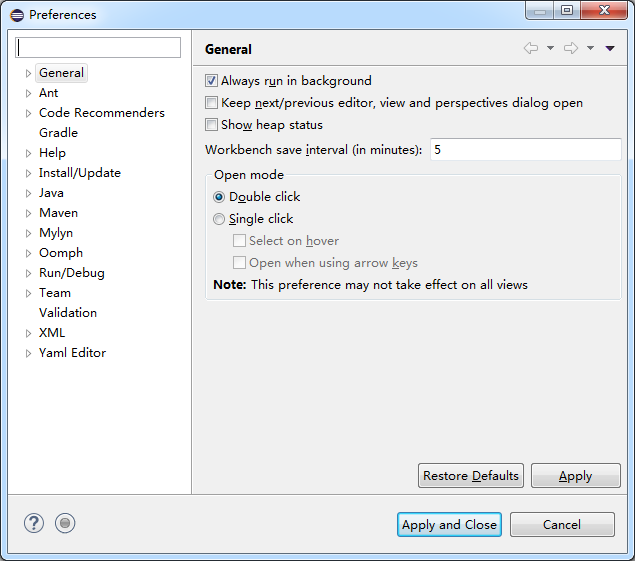 Preferences
General
Ant
Code Recommenders
Gradle
Help
Install/Update
Java
Maven
Mylyn
Oomph
Run/Debug
Team
Validation
XML
Yaml Editor
General
Always run in background
Keep next/previous editor, view and perspectives dialog open
Show heap status
Workbench save interval (in minutes): 5
Open mode
Double click
Single click
Select on hover
Open when using arrow keys
Note: This preference may not take effect on all views
Restore Defaults Apply
? Apply and Close Cancel